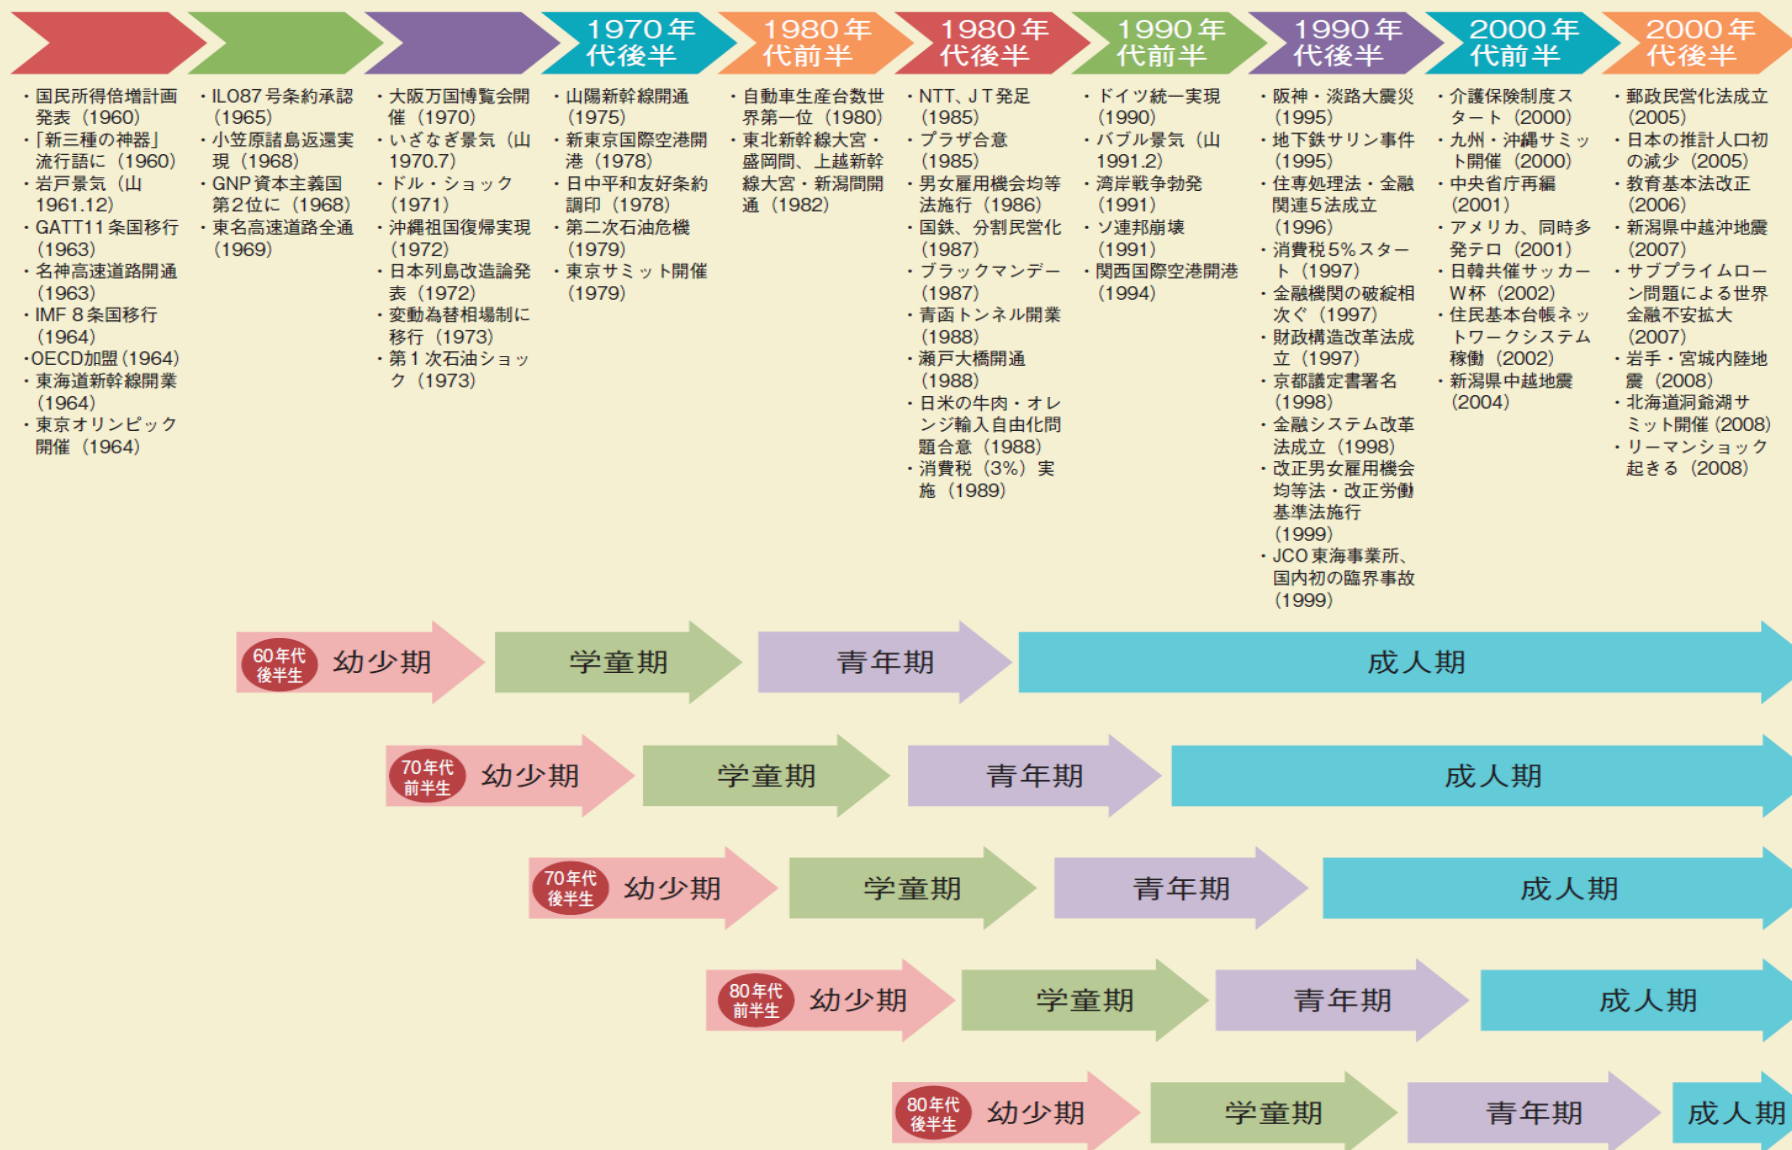 1970年
代後半
1980年
代前半
1980年
代後半
1990年
代前半
1990年
代後半
2000年
代前半
2000年
代後半
・国民所得倍増計画
発表（1960）
・「新三種の神器」
流行語に（1960）
・岩戸景気（山
1961.12）
・GATT11条国移行
（1963）
・名神高速道路開通
（1963）
・IMF 8条国移行
（1964）
・OECD加盟（1964）
・東海道新幹線開業
（1964）
・東京オリンピック
開催（1964）
・ILO87号条約承認
（1965）
・小笠原諸島返還実
現（1968）
・GNP資本主義国
第2位に（1968）
・東名高速道路全通
（1969）
・大阪万国博覧会開
催（1970）
・いざなぎ景気（山
1970.7）
・ドル・ショック
（1971）
・沖縄祖国復帰実現
（1972）
・日本列島改造論発
表（1972）
・変動為替相場制に
移行（1973）
・第1次石油ショッ
ク（1973）
・山陽新幹線開通
（1975）
・新東京国際空港開
港（1978）
・日中平和友好条約
調印（1978）
・第二次石油危機
（1979）
・東京サミット開催
（1979）
・自動車生産台数世
界第一位（1980）
・東北新幹線大宮・
盛岡間、上越新幹
線大宮・新潟問開
通（1982）
・NTT、JT発足
（1985）
・プラザ合意
（1985）
・男女雇用機会均等
法施行（1986）
・国鉄、分割民営化
（1987）
・ブラックマンデー
（1987）
・青函トンネル開業
（1988）
・瀬戸大橋開通
（1988）
・日米の牛肉・オレ
ンジ輸入自由化問
題合意（1988）
・消費税（3%）実
施（1989）
・ドイツ統一実現
（1990）
・バブル景気（山
1991.2）
・湾岸戦争勃発
（1991）
・ソ連邦崩壊
（1991）
・関西国際空港開港
（1994）
・阪神・淡路大震災
（1995）
・地下鉄サリン事件
（1995）
・住専処理法・金融
関連5法成立
（1996）
・消費税5%スター
ト（1997）
・金融機関の破綻相
次ぐ（1997）
・財政構造改革法成
立（1997）
・京都議定書署名
（1998）
・金融システム改革
法成立（1998）
・改正男女雇用機会
均等法・改正労働
基準法施行
（1999）
・JCO東海事業所、
国内初の臨界事故
（1999）
・介護保険制度ス
タート（2000）
・九州・沖縄サミッ
ト開催（2000）
・中央省庁再編
（2001）
・アメリカ、同時多
発テロ（2001）
・日韓共催サッカー
W杯（2002）
・住民基本台帳ネッ
トワークシステム
稼働（2002）
・新潟県中越地震
（2004）
・郵政民営化法成立
（2005）
・日本の推計人口初
の減少（2005）
・教育基本法改正
（2006）
・新潟県中越沖地震
（2007）
・サブプライムロー
ン問題による世界
金融不安拡大
（2007）
・岩手・宮城内陸地
震（2008）
・北海道洞爺湖サ
ミット開催（2008）
・リーマンショック
起きる（2008）
60年代
後半生
幼少期
学童期
青年期
成人期
70年代
前半生
幼少期
学童期
青年期
成人期
70年代
後半生
幼少期
学童期
青年期
成人期
80年代
前半生
幼少期
学童期
青年期
成人期
80年代
後半生
幼少期
学童期
青年期
成人期